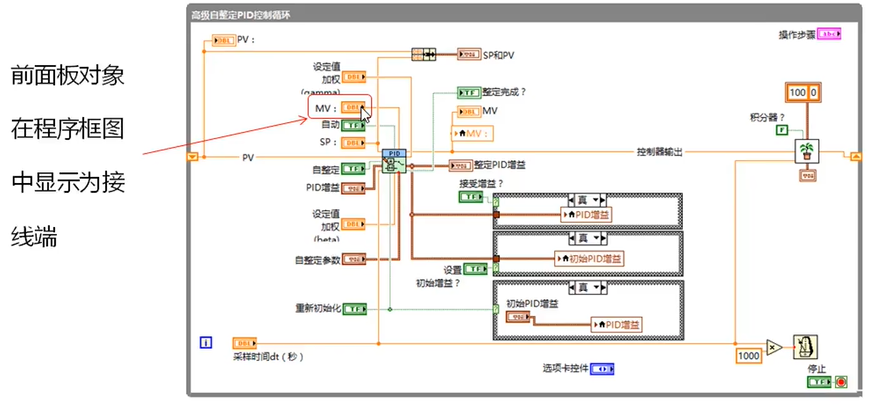 前面板对象
在程序框图
中显示为接
线端
高级自整定PID控制循环
PV：
操作步骤
abc
SP和PV
设定值
加权
(gamma)
DBL
整定完成？
TF
100 0
MV：
DBL
MV
MV：
积分器？
F
自动
TF
SP：
DBL
PV
PID
控制器输出
自整定
TF
整定PID增益
PID增益
接受增益？
TF
真
PID增益
设定值
加权
(beta)
DBL
真
初始PID增益
自整定参数
设置
初始增益？
TF
真
初始PID增益
PID增益
重新初始化
TF
i
DBL
采样时间dt（秒）
1000
×
选项卡控件
停止
TF